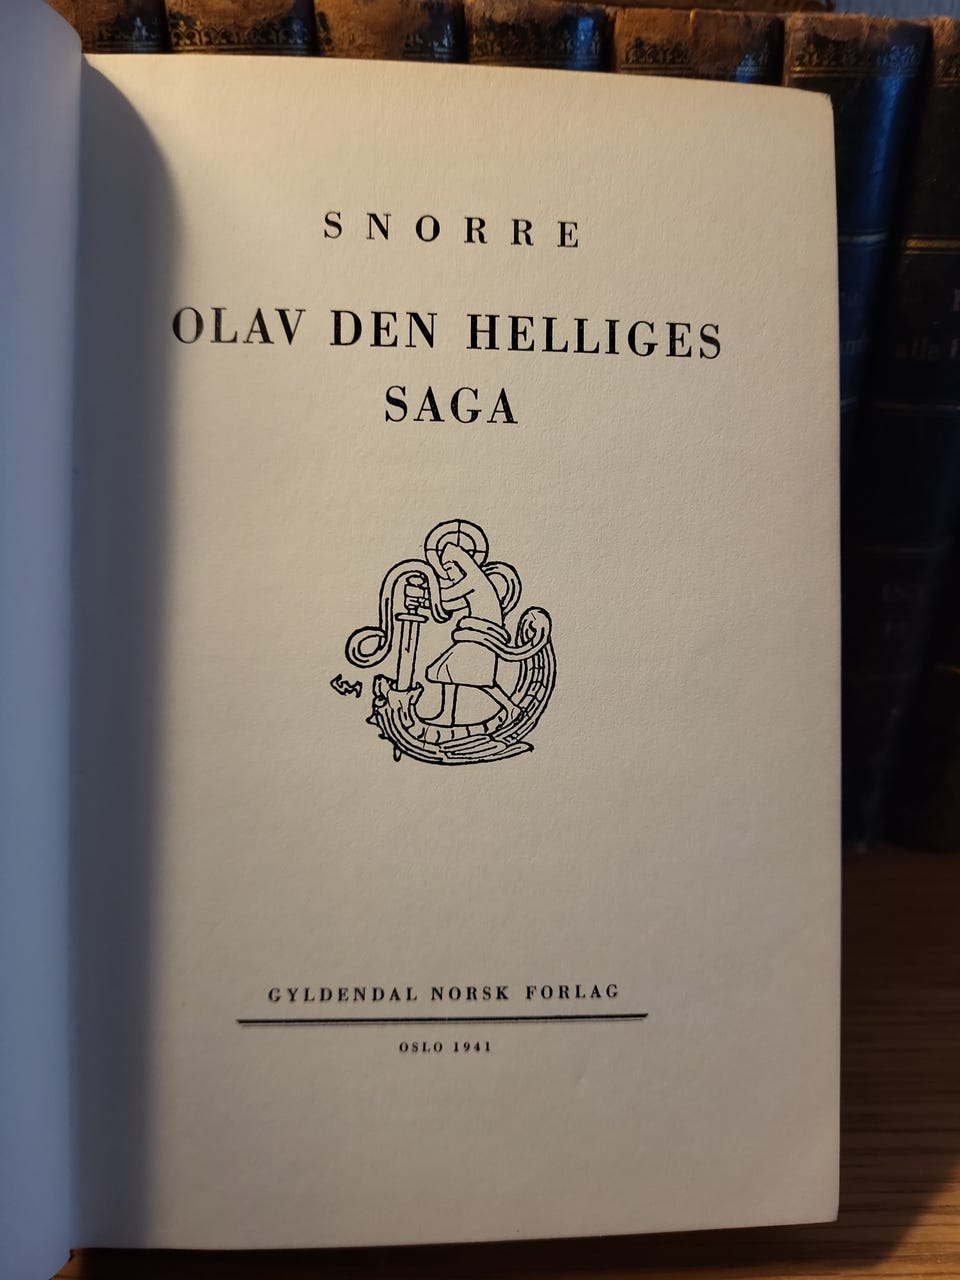 SNORRE
OLAV DEN HELLIGES
SAGA
GYLDENDAL NORSK FORLAG
OSLO 1941